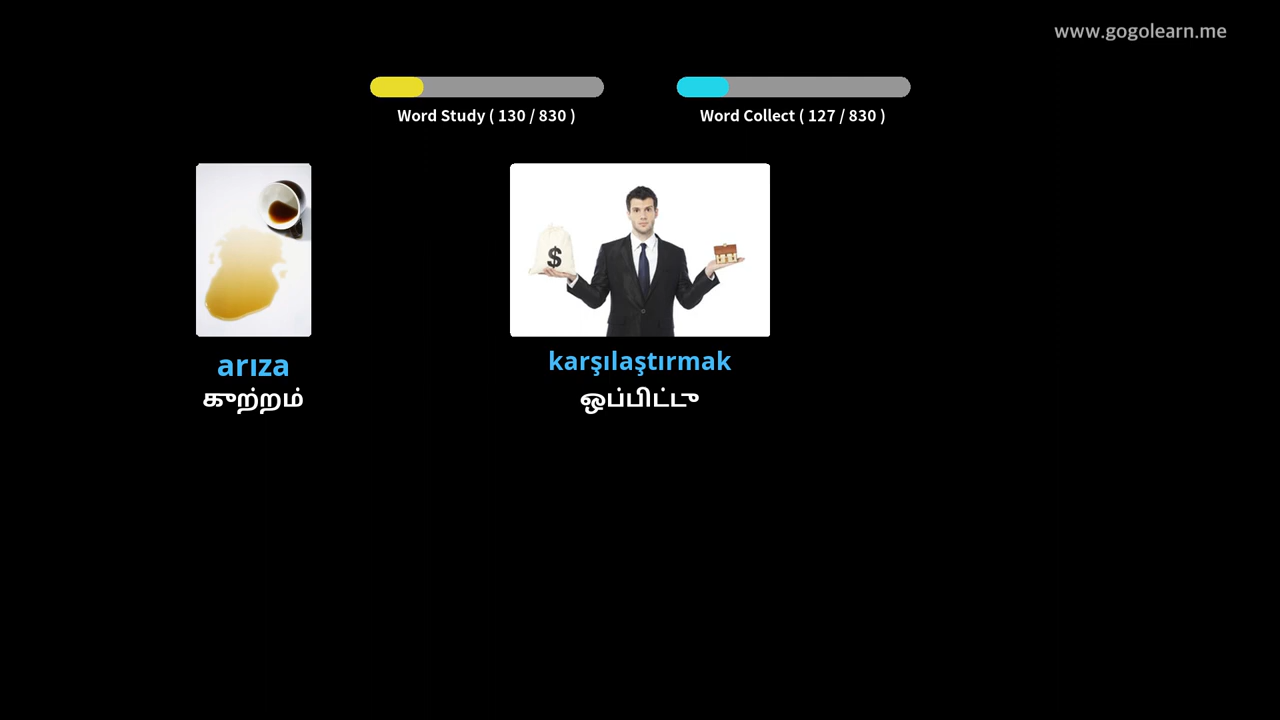 www.gogolearn.me
Word Study ( 130 / 830 )
Word Collect ( 127 / 830 )
$
arıza
குற்றம்
karşılaştırmak
ஒப்பிட்டு